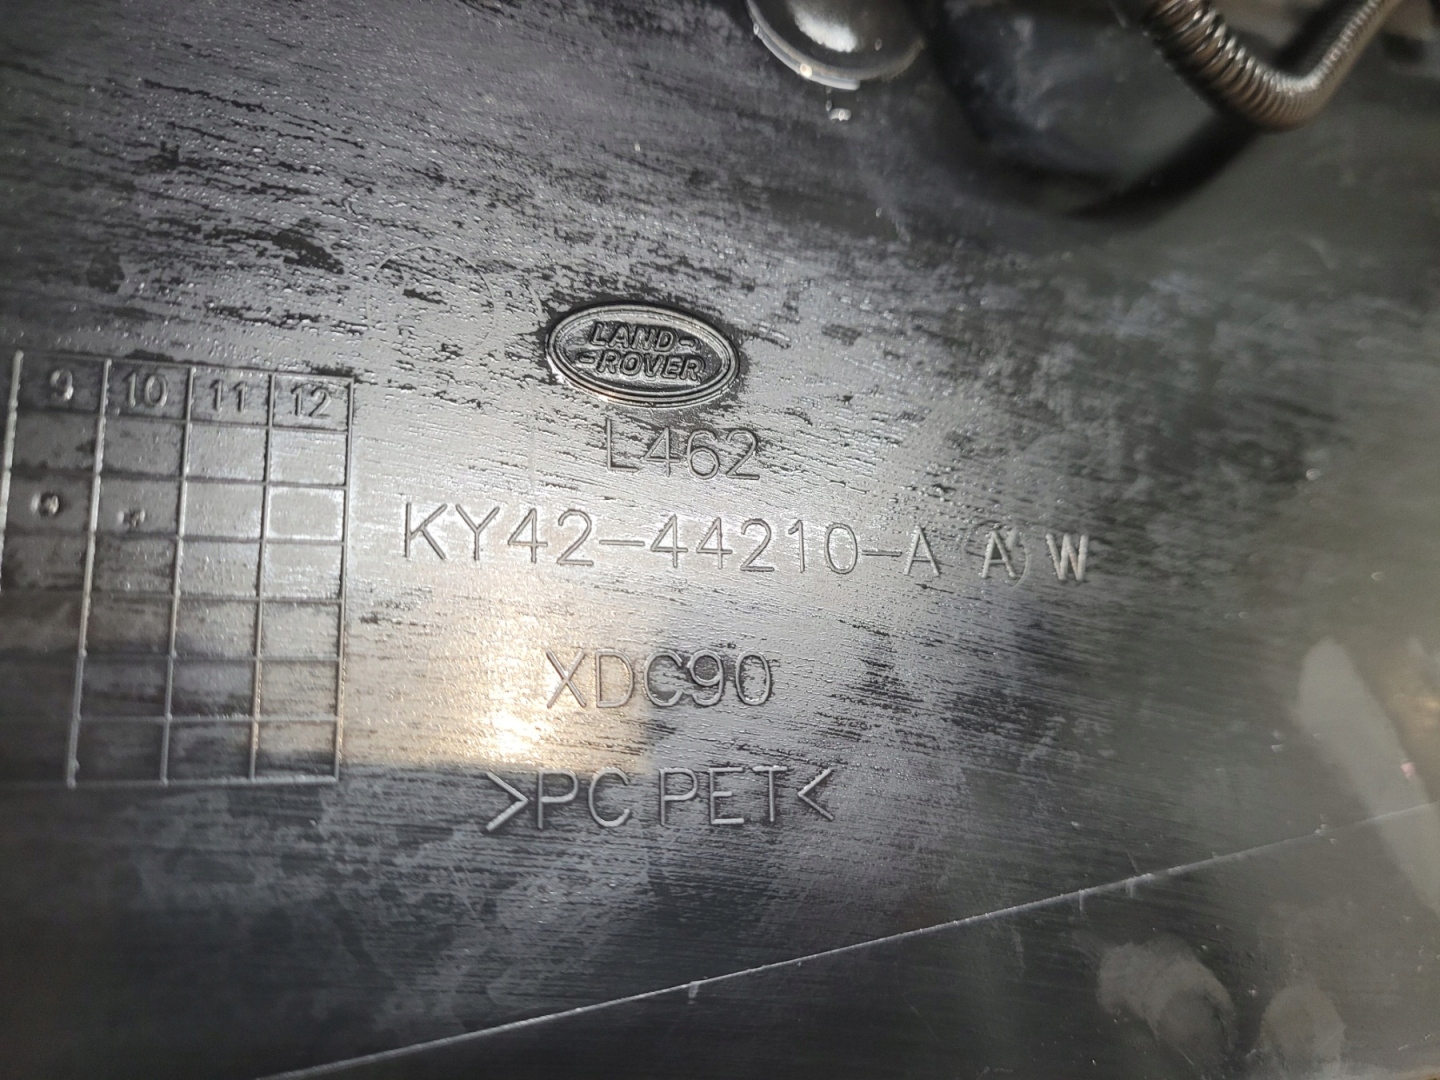 LAND-
-ROVER
L462
9 10 11 12
KY42-44210-A A W
XDC90
>PC PET<